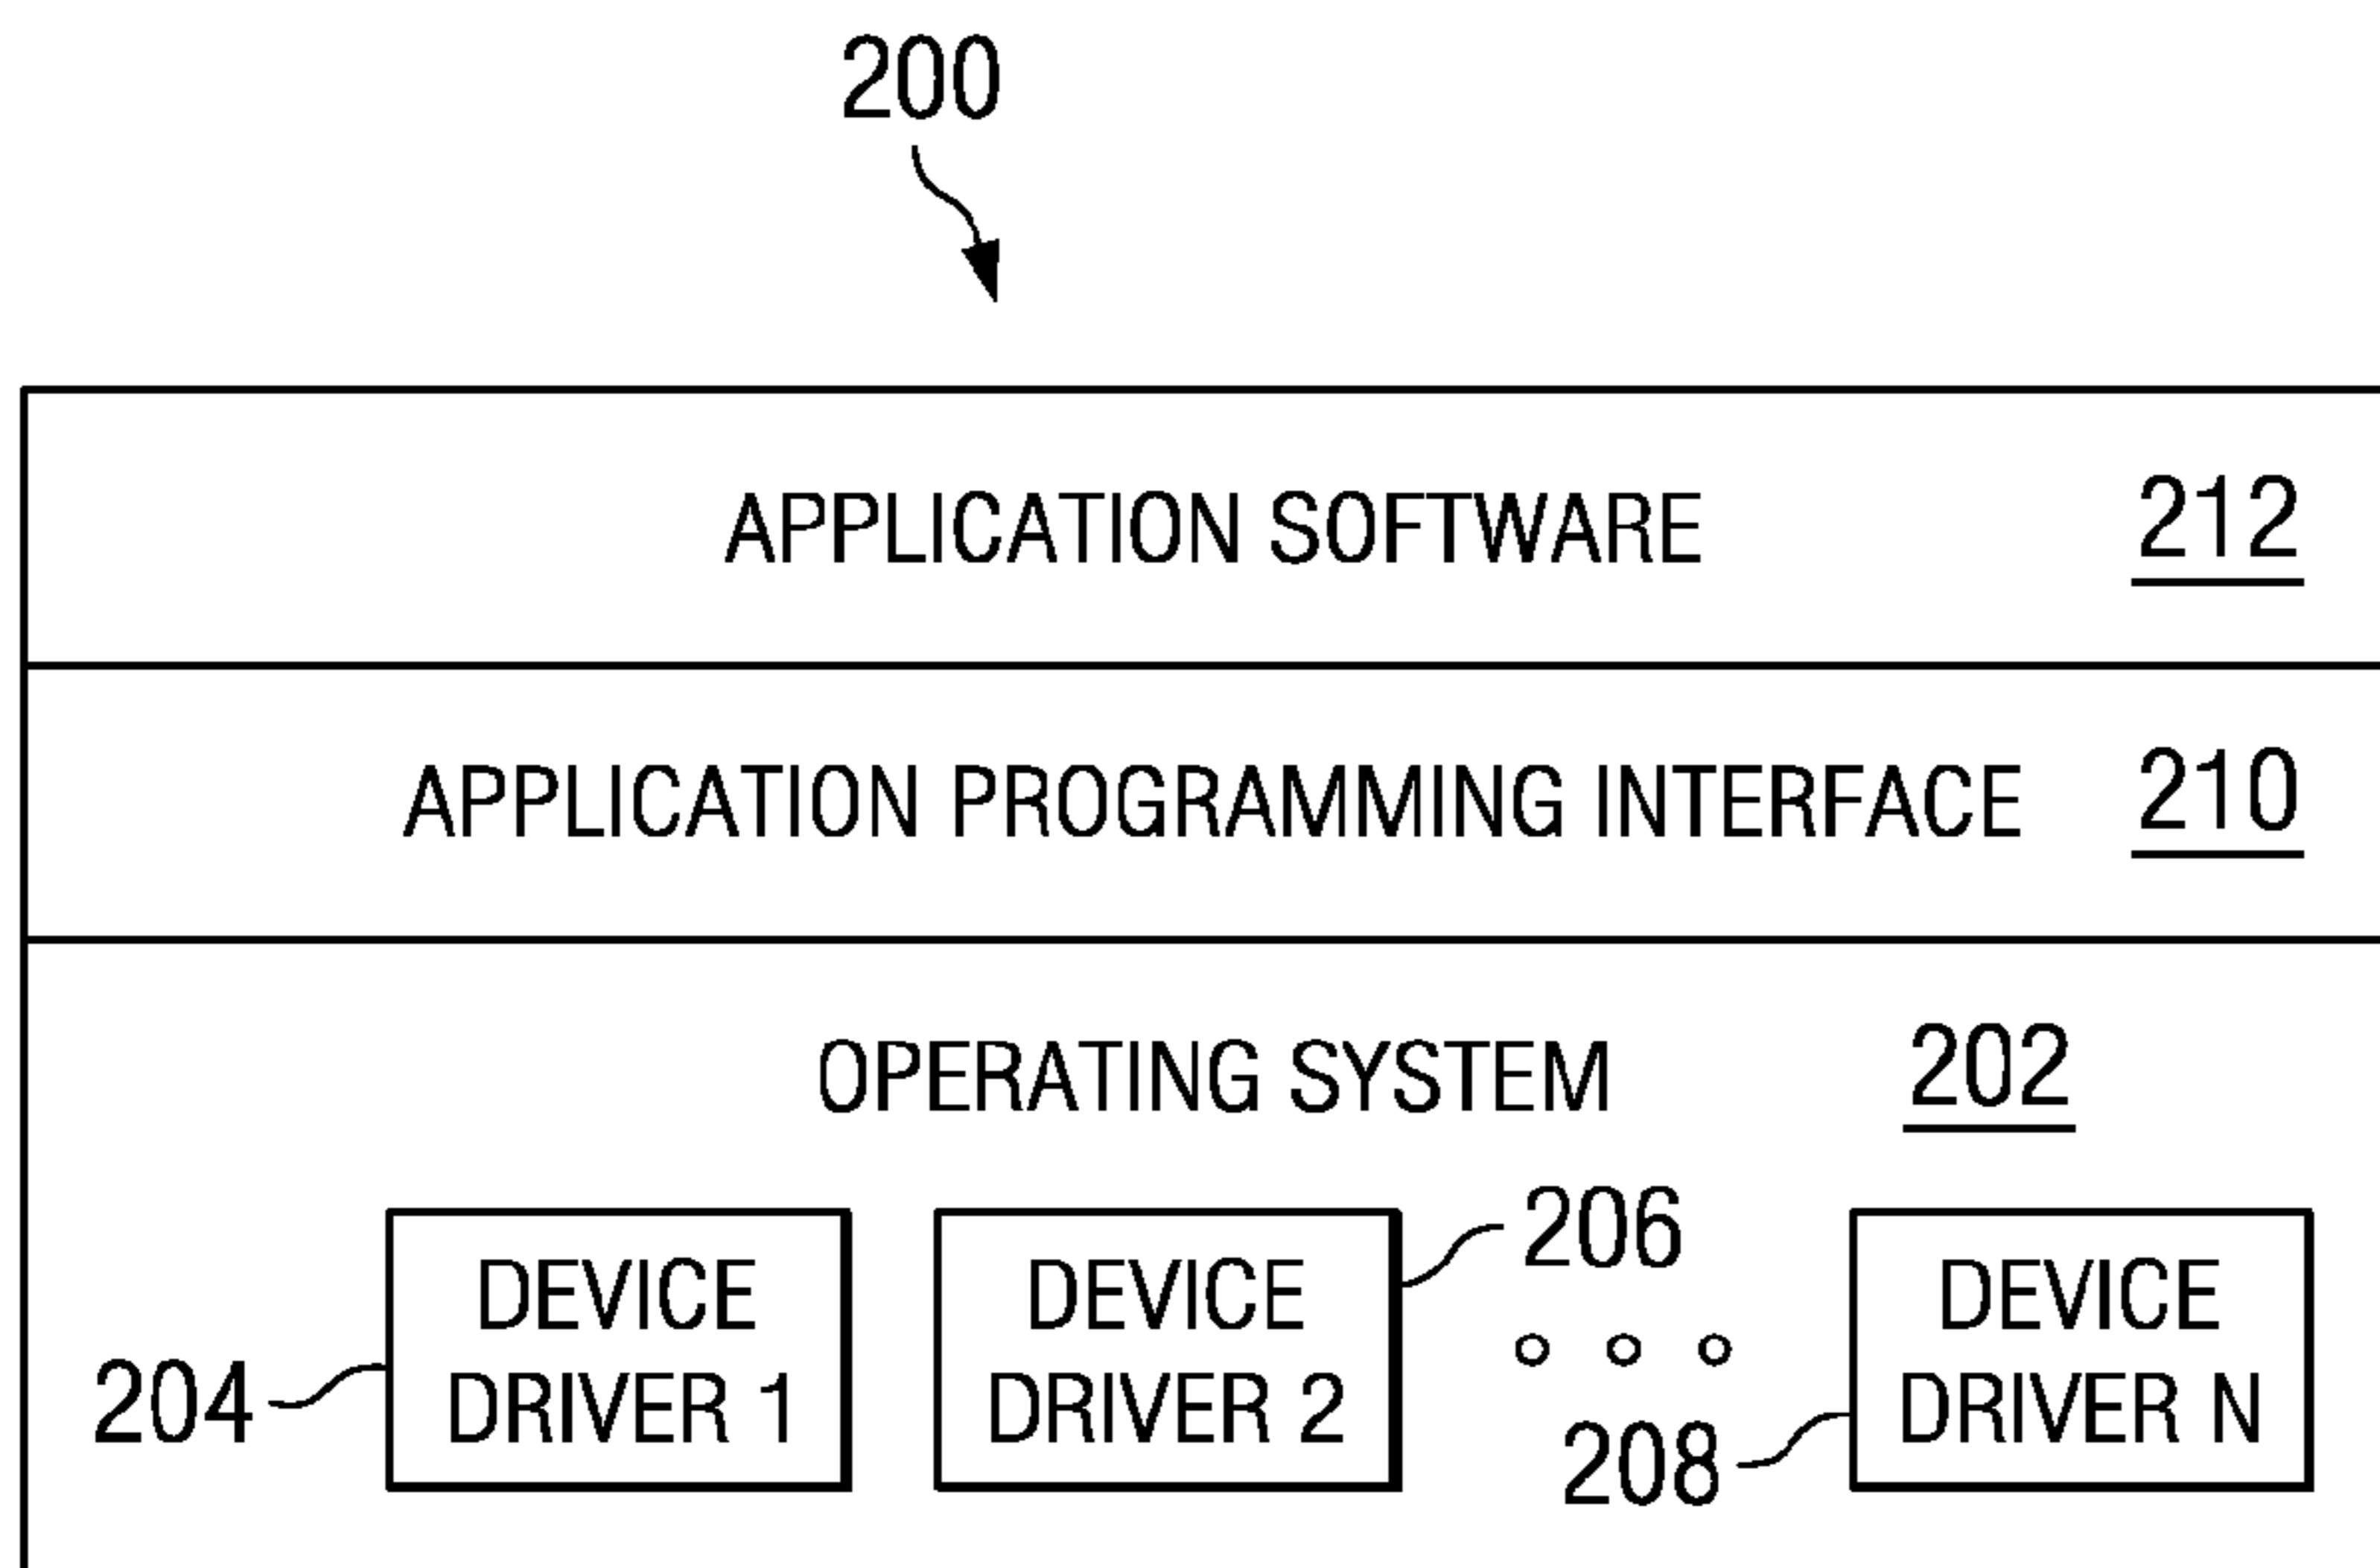 200
APPLICATION SOFTWARE 212
APPLICATION PROGRAMMING INTERFACE 210
OPERATING SYSTEM 202
204
DEVICE
DRIVER 1
DEVICE
DRIVER 2
206
208
DEVICE
DRIVER N